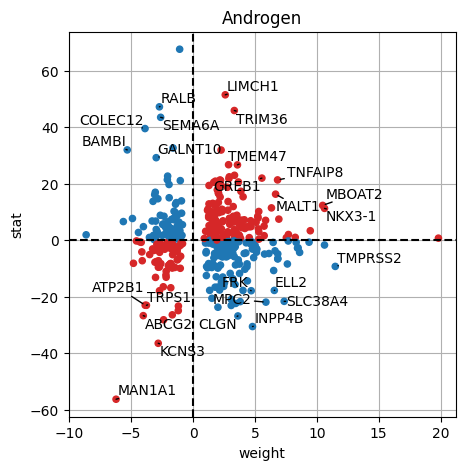 Androgen
60
40
20
0
−20
−40
−60
stat
LIMCH1
RALB
TRIM36
COLEC12
SEMA6A
BAMBI
GALNT10
TMEM47
TNFAIP8
GREB1
MBOAT2
MALT1
NKX3-1
TMPRSS2
ATP2B1
FRK
ELL2
TRPS1
MPC2
SLC38A4
ABCG2
CLGN
INPP4B
KCNS3
MAN1A1
−10
−5
0
5
10
15
20
weight